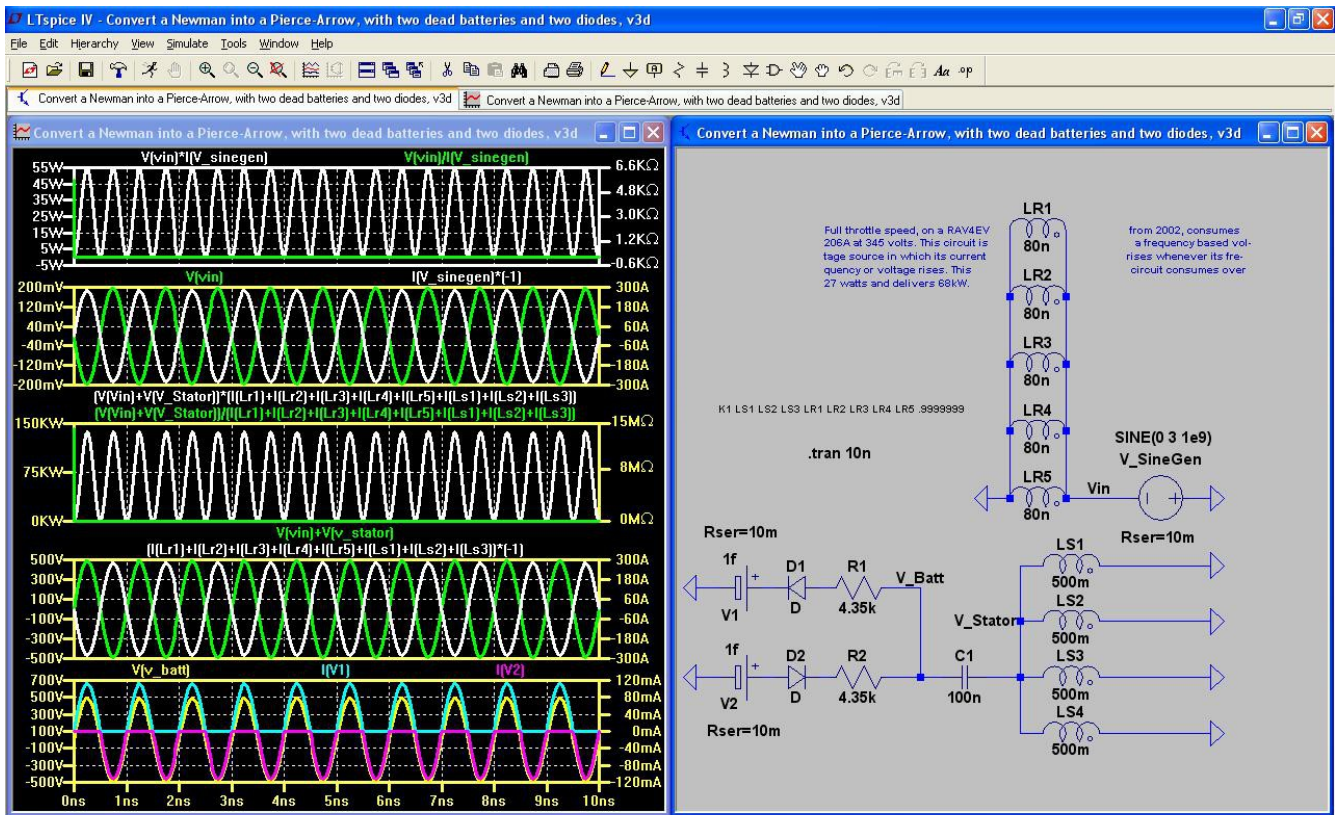 LTspice IV - Convert a Newman into a Pierce-Arrow, with two dead batteries and two diodes, v3d
File Edit Hierarchy View Simulate Tools Window Help
Aa .op
Convert a Newman into a Pierce-Arrow, with two dead batteries and two diodes, v3d
Convert a Newman into a Pierce-Arrow, with two dead batteries and two diodes, v3d
Convert a Newman into a Pierce-Arrow, with two dead batteries and two diodes, v3d
V(vin)*I(V_sinegen) V(vin)/I(V_sinegen)
55W 6.6KΩ
45W 4.8KΩ
35W
25W 3.0KΩ
15W 1.2KΩ
5W
-5W -0.6KΩ
V(vin) I(V_sinegen)*(-1)
200mV 300A
120mV 180A
40mV 60A
-40mV -60A
-120mV -180A
-200mV -300A
(V(Vin)+V(V_Stator))*(I(Lr1)+I(Lr2)+I(Lr3)+I(Lr4)+I(Lr5)+I(Ls1)+I(Ls2)+I(Ls3))
(V(Vin)+V(V_Stator))/(I(Lr1)+I(Lr2)+I(Lr3)+I(Lr4)+I(Lr5)+I(Ls1)+I(Ls2)+I(Ls3))
150KW 15MΩ
75KW 8MΩ
0KW 0MΩ
V(vin)+V(v_stator)
(I(Lr1)+I(Lr2)+I(Lr3)+I(Lr4)+I(Lr5)+I(Ls1)+I(Ls2)+I(Ls3))*(-1)
500V 300A
300V 180A
100V 60A
-100V -60A
-300V -180A
-500V -300A
V(v_batt) I(V1) I(V2)
700V 120mA
500V 80mA
300V 40mA
100V 0mA
-100V -40mA
-300V -80mA
-500V -120mA
0ns 1ns 2ns 3ns 4ns 5ns 6ns 7ns 8ns 9ns 10ns
Convert a Newman into a Pierce-Arrow, with two dead batteries and two diodes, v3d
Full throttle speed, on a RAV4EV from 2002, consumes
206A at 345 volts. This circuit is a frequency based vol-
tage source in which its current rises whenever its fre-
quency or voltage rises. This circuit consumes over
27 watts and delivers 68kW.
LR1
80n
LR2
80n
LR3
80n
LR4
80n
LR5
80n
K1 LS1 LS2 LS3 LR1 LR2 LR3 LR4 LR5 .9999999
.tran 10n
SINE(0 3 1e9)
V_SineGen
Vin
Rser=10m
Rser=10m
1f
V1
D1
D
R1
4.35k
V_Batt
1f
V2
D2
D
R2
4.35k
Rser=10m
C1
100n
V_Stator
LS1
500m
LS2
500m
LS3
500m
LS4
500m